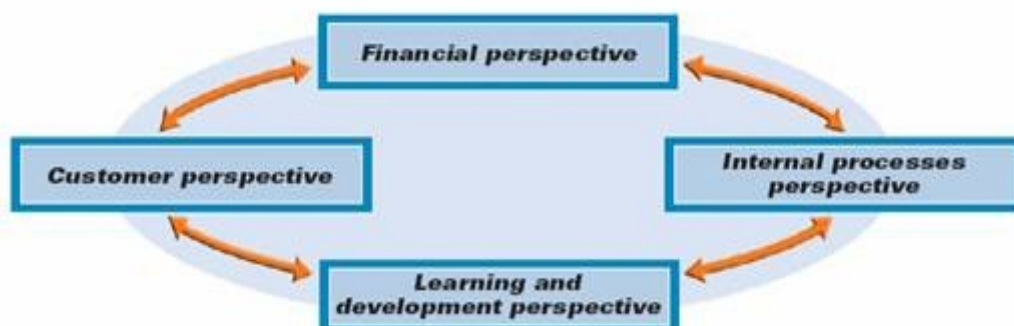 Financial perspective
Customer perspective
Internal processes
perspective
Learning and
development perspective